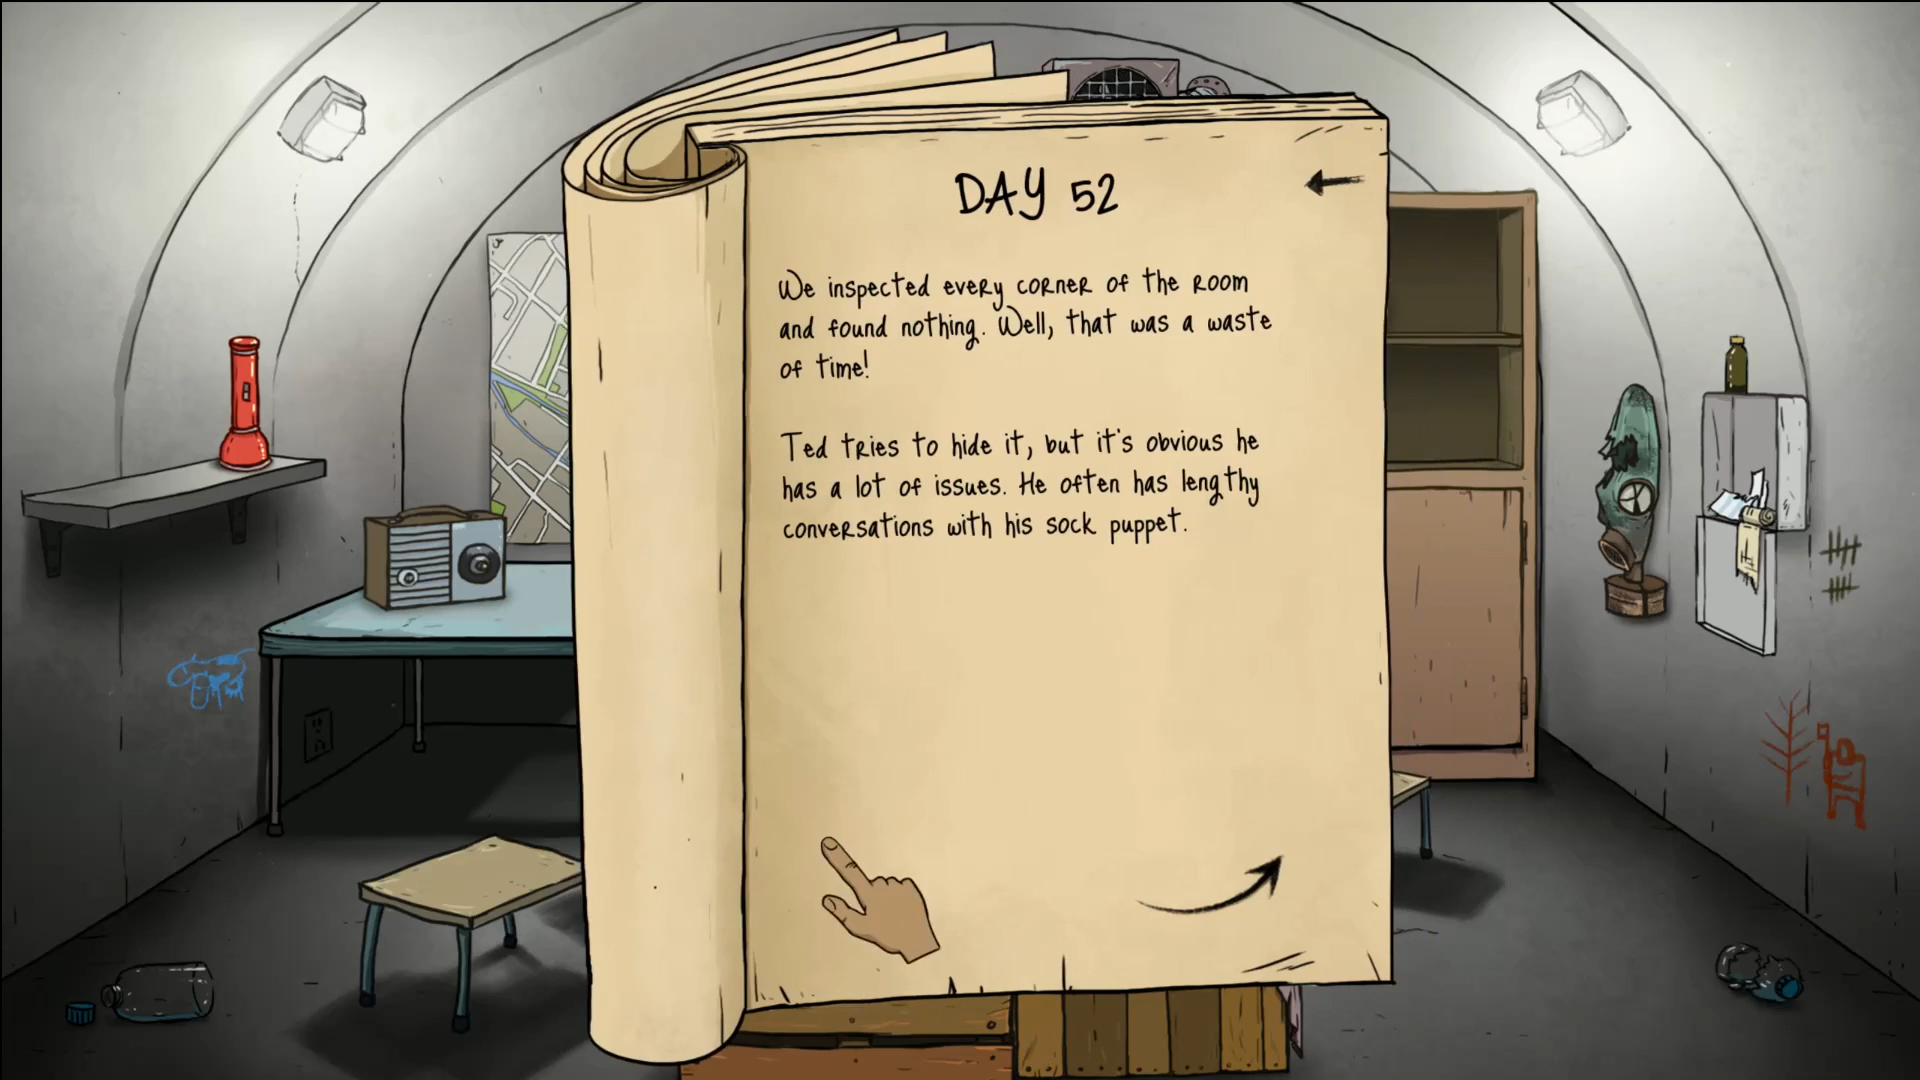 DAY 52
We inspected every corner of the room
and found nothing. Well, that was a waste
of time!
Ted tries to hide it, but it's obvious he
has a lot of issues. He often has lengthy
conversations with his sock puppet.